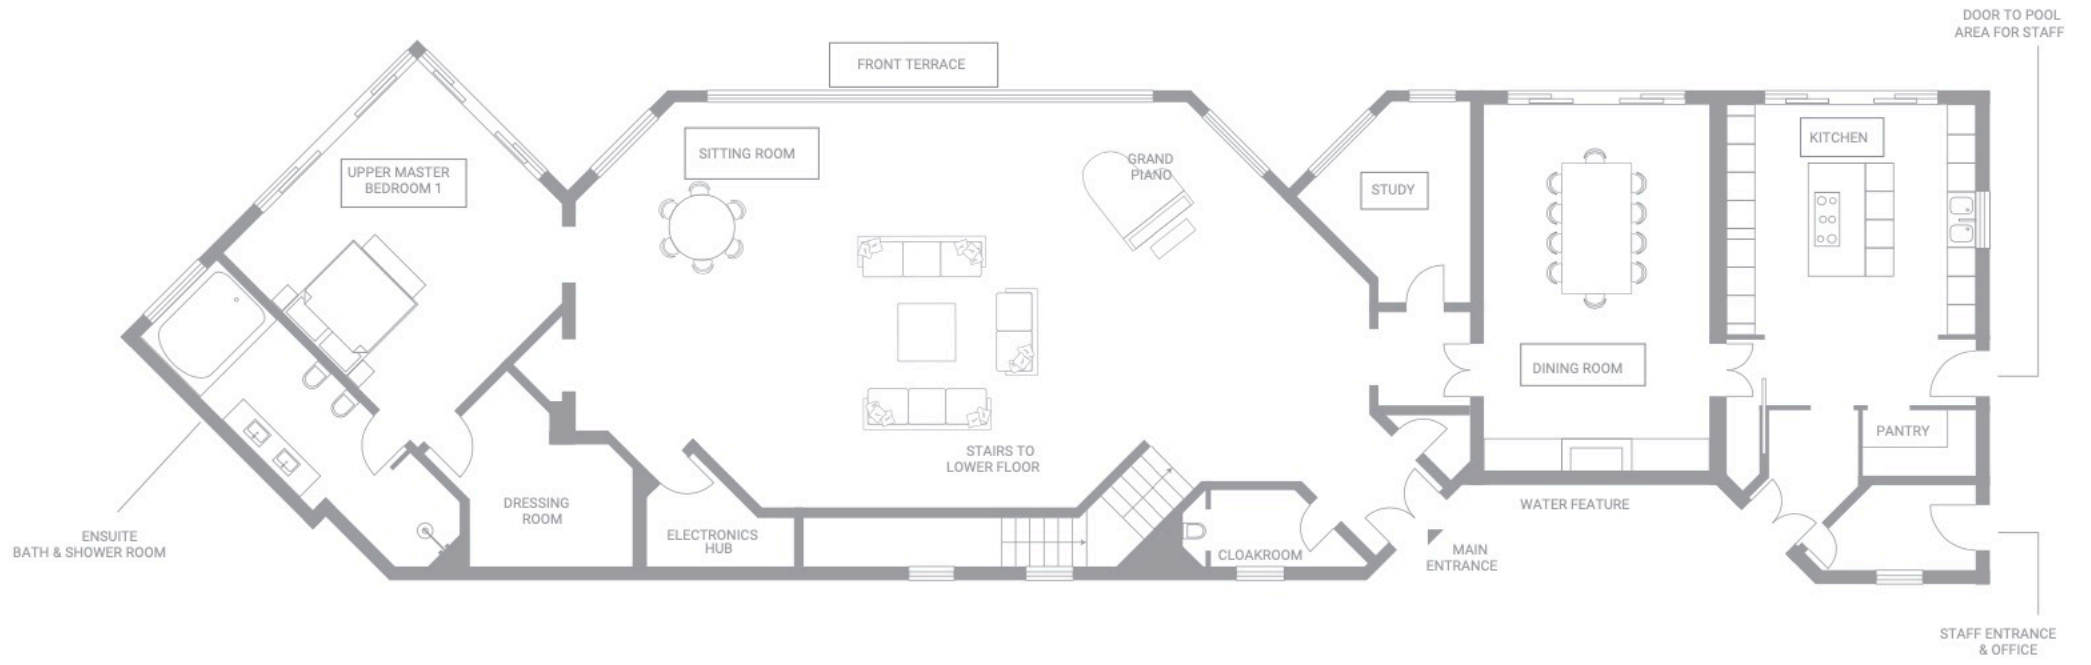 DOOR TO POOL
AREA FOR STAFF
FRONT TERRACE
SITTING ROOM
GRAND
PIANO
KITCHEN
UPPER MASTER
BEDROOM 1
STUDY
DINING ROOM
PANTRY
STAIRS TO
LOWER FLOOR
DRESSING
ROOM
WATER FEATURE
ENSUITE
BATH & SHOWER ROOM
ELECTRONICS
HUB
CLOAKROOM
MAIN
ENTRANCE
STAFF ENTRANCE
& OFFICE